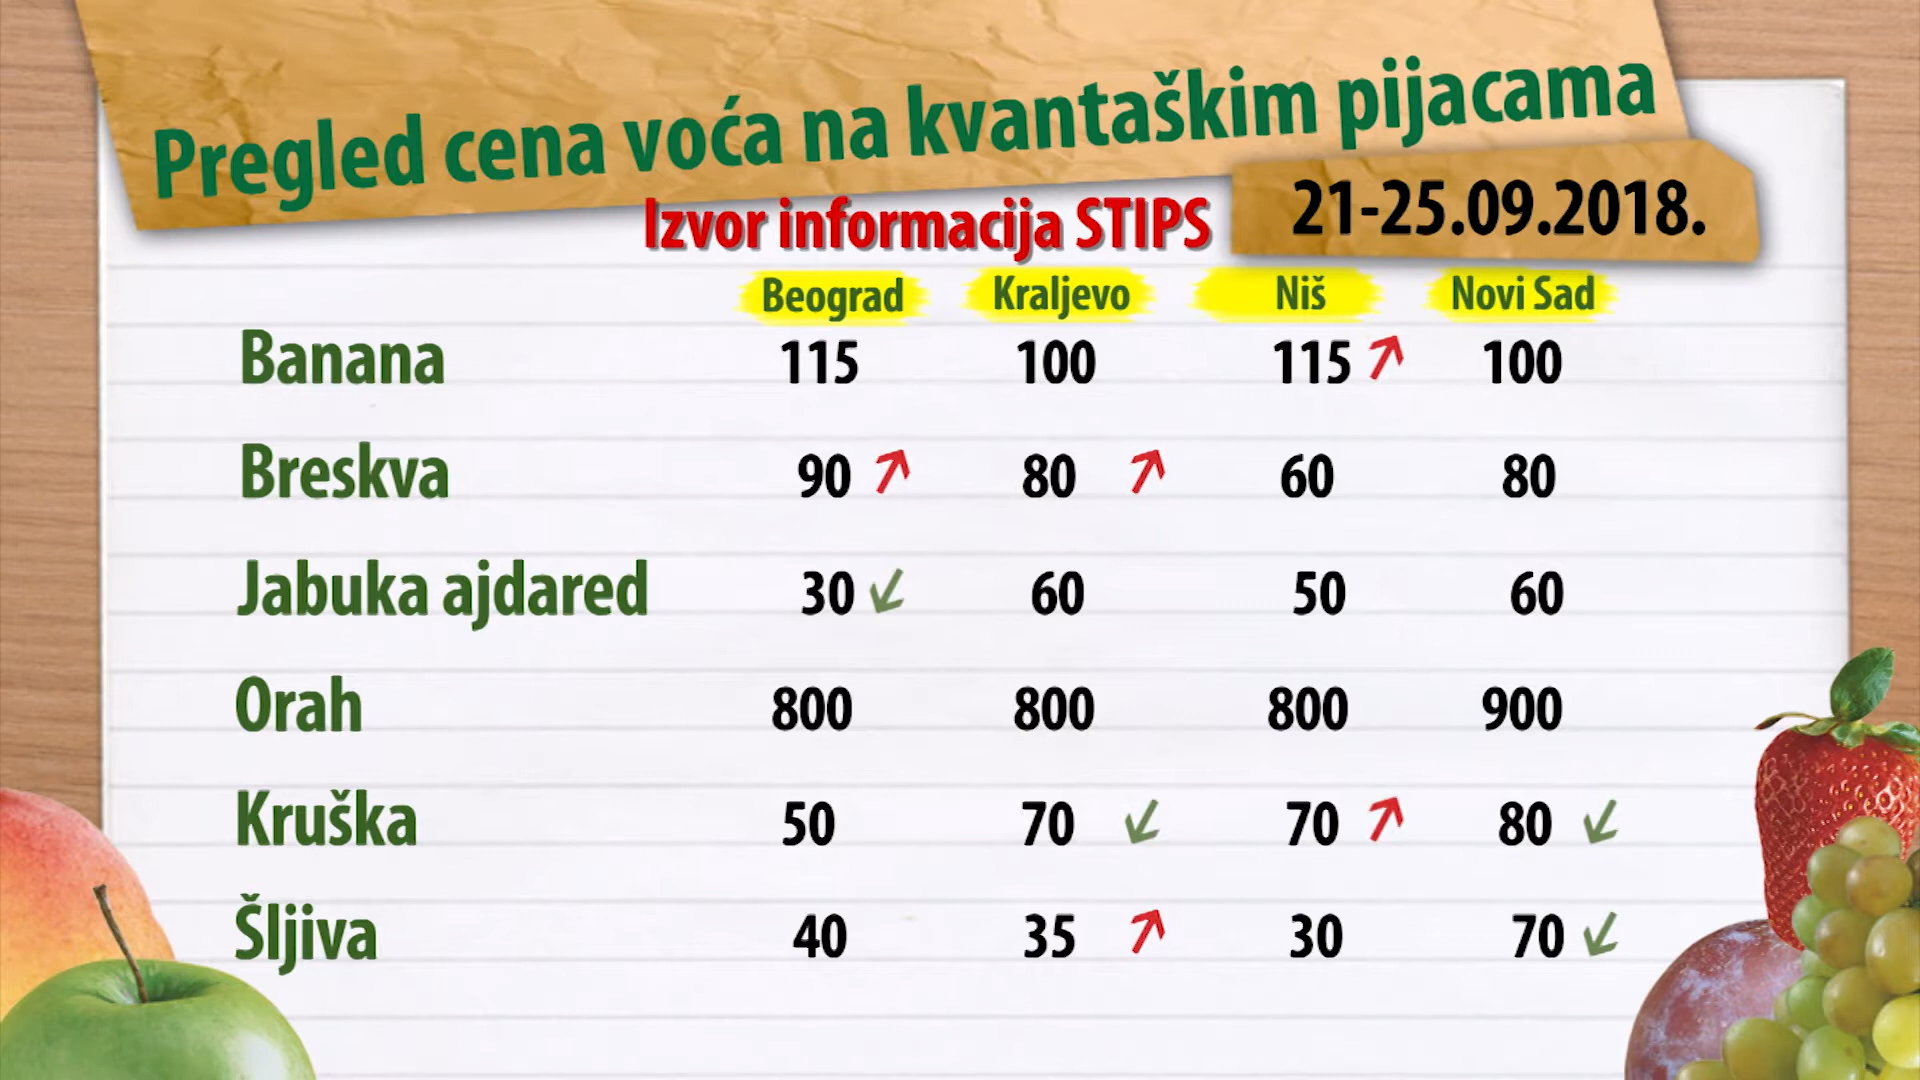 Pregled cena voća na kvantaškim pijacama
Izvor informacija STIPS 21-25.09.2018.
Beograd Kraljevo Niš Novi Sad
Banana 115 100 115 100
Breskva 90 80 60 80
Jabuka ajdared 30 60 50 60
Orah 800 800 800 900
Kruška 50 70 70 80
Šljiva 40 35 30 70